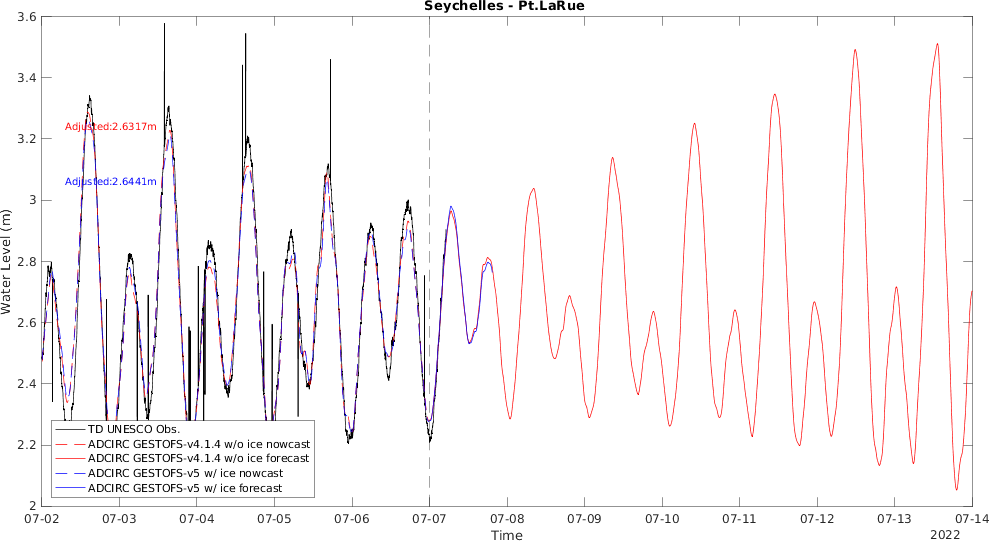 Seychelles - Pt.LaRue
3.6
3.4
3.2
3
2.8
2.6
2.4
2.2
2
Water Level (m)
Adjusted:2.6317m
Adjusted:2.6441m
TD UNESCO Obs.
ADCIRC GESTOFS-v4.1.4 w/o ice nowcast
ADCIRC GESTOFS-v4.1.4 w/o ice forecast
ADCIRC GESTOFS-v5 w/ ice nowcast
ADCIRC GESTOFS-v5 w/ ice forecast
07-02 07-03 07-04 07-05 07-06 07-07 07-08 07-09 07-10 07-11 07-12 07-13 07-14
Time
2022